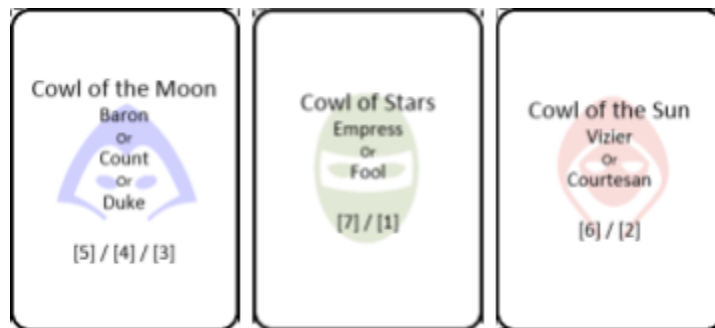 Cowl of the Moon
Baron
Or
Count
Or
Duke
[5] / [4] / [3]
Cowl of Stars
Empress
Or
Fool
[7] / [1]
Cowl of the Sun
Vizier
Or
Courtesan
[6] / [2]